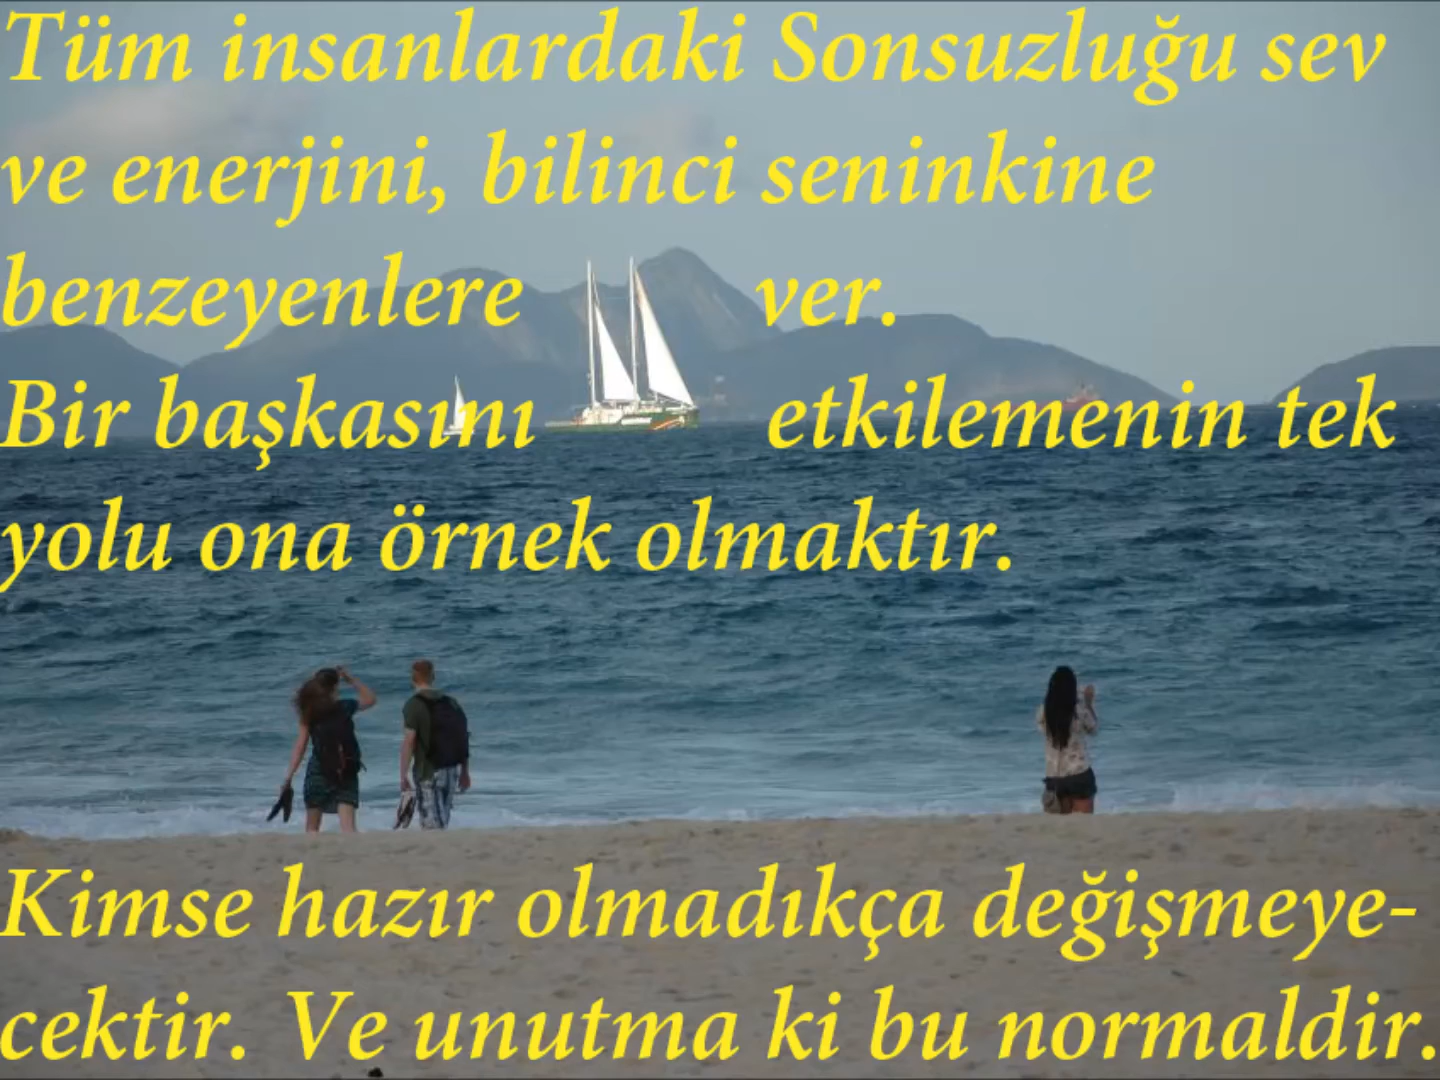 Tüm insanlardaki Sonsuzluğu sev
ve enerjini, bilinci seninkine
benzeyenlere ver.
Bir başkasını etkilemenin tek
yolu ona örnek olmaktır.
Kimse hazır olmadıkça değişmeye-
cektir. Ve unutma ki bu normaldir.